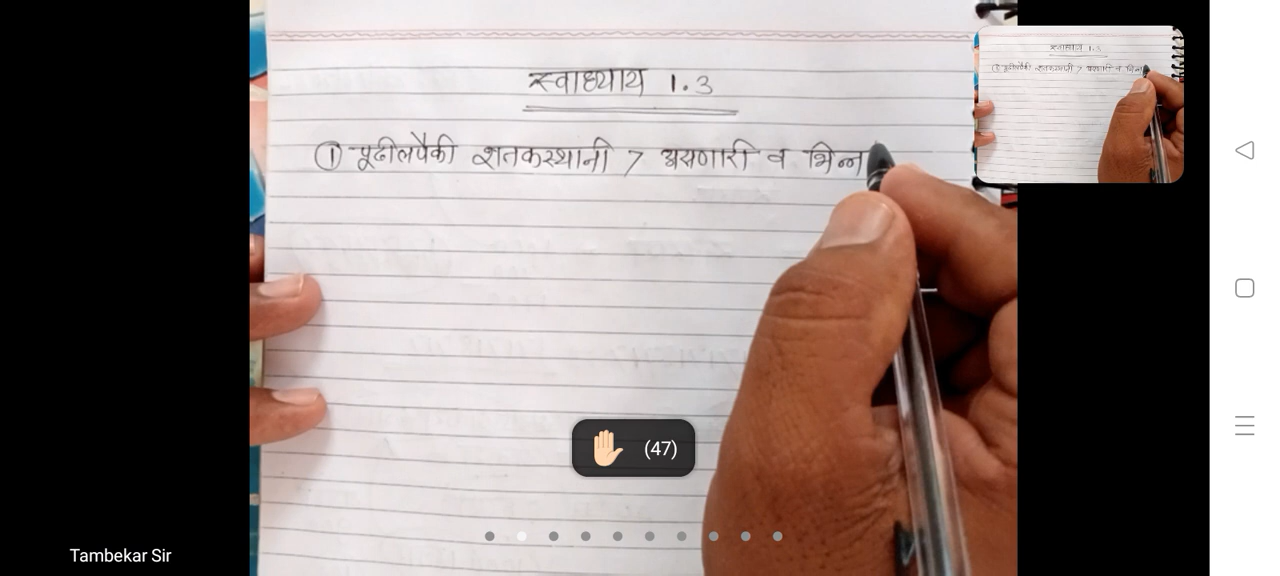 स्वाध्याय 1.3
① पूढीलपैकी शतकस्थानी 7 असणारी व भिन्न
(47)
Tambekar Sir